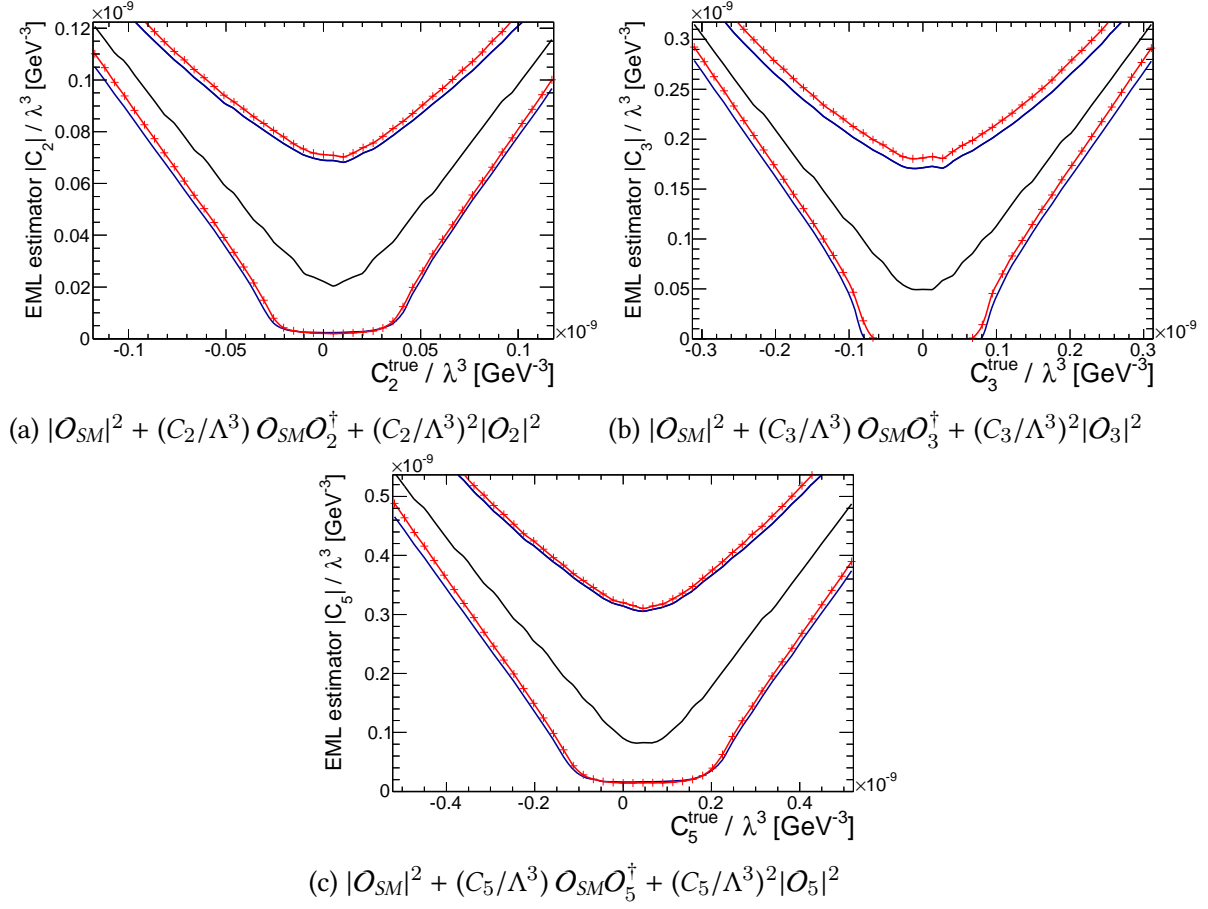 ×10⁻⁹
EML estimator |C₂| / λ³ [GeV⁻³]
0.12
0.1
0.08
0.06
0.04
0.02
0
-0.1 -0.05 0 0.05 0.1
×10⁻⁹
C₂ᵗʳᵘᵉ / λ³ [GeV⁻³]
(a) |O_SM|² + (C₂/Λ³) O_SM O₂† + (C₂/Λ³)²|O₂|²
×10⁻⁹
EML estimator |C₃| / λ³ [GeV⁻³]
0.3
0.25
0.2
0.15
0.1
0.05
0
-0.3 -0.2 -0.1 0 0.1 0.2 0.3
×10⁻⁹
C₃ᵗʳᵘᵉ / λ³ [GeV⁻³]
(b) |O_SM|² + (C₃/Λ³) O_SM O₃† + (C₃/Λ³)²|O₃|²
×10⁻⁹
EML estimator |C₅| / λ³ [GeV⁻³]
0.5
0.4
0.3
0.2
0.1
0
-0.4 -0.2 0 0.2 0.4
×10⁻⁹
C₅ᵗʳᵘᵉ / λ³ [GeV⁻³]
(c) |O_SM|² + (C₅/Λ³) O_SM O₅† + (C₅/Λ³)²|O₅|²